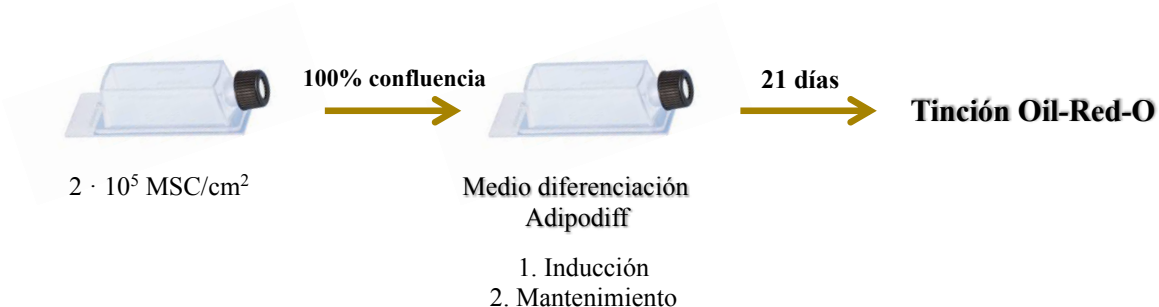 100% confluencia
21 días
Tinción Oil-Red-O
2 · 10⁵ MSC/cm²
Medio diferenciación
Adipodiff
1. Inducción
2. Mantenimiento